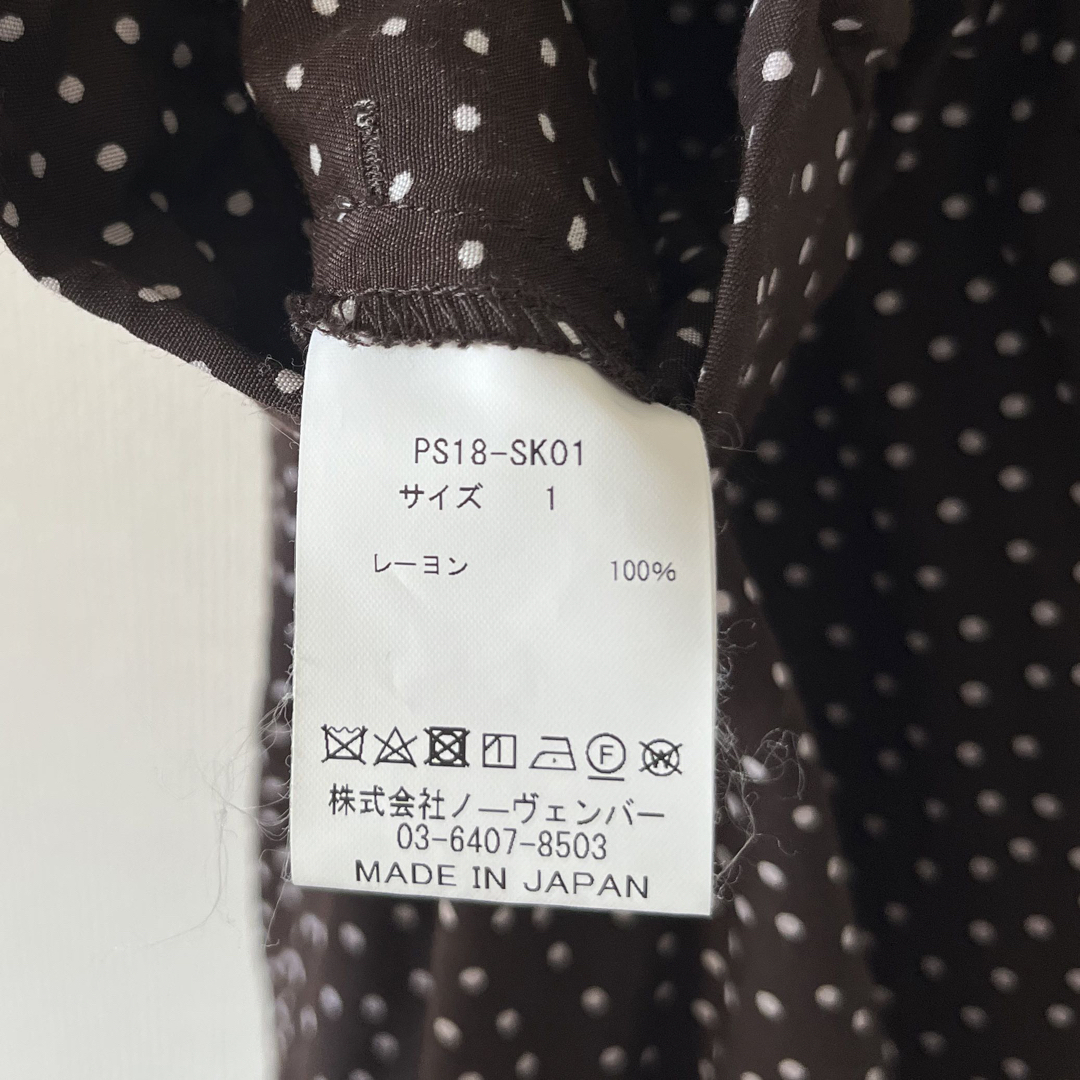 PS18-SK01
サイズ 1
レーヨン 100%
F W
株式会社ノーヴェンバー
03-6407-8503
MADE IN JAPAN